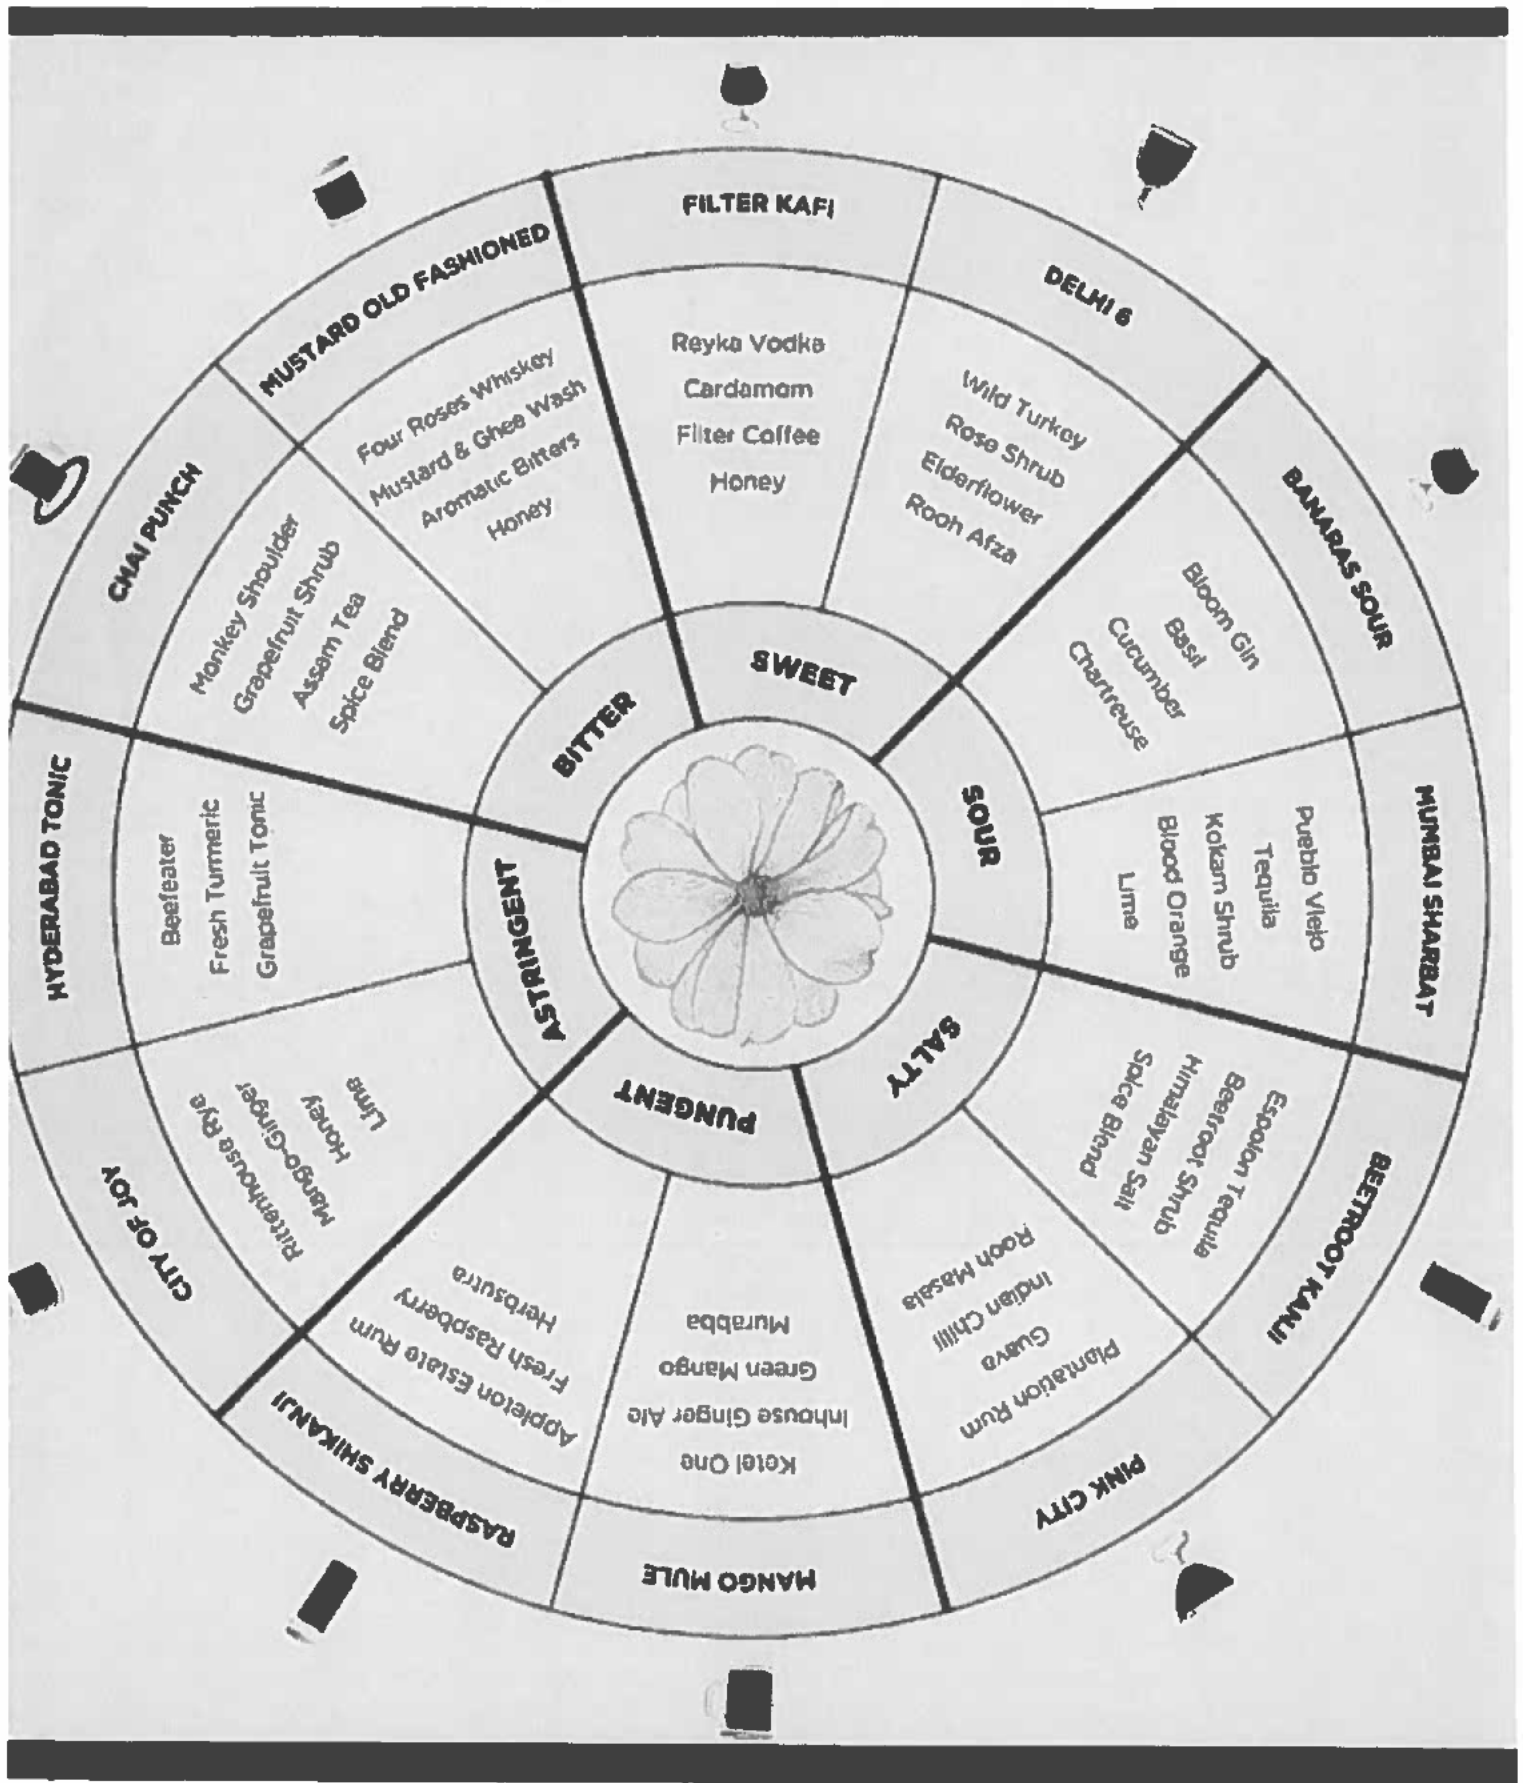 FILTER KAFI
Reyka Vodka
Cardamom
Filter Coffee
Honey
DELHI 6
Wild Turkey
Rose Shrub
Elderflower
Rooh Afza
SWEET
BANARAS SOUR
Bloom Gin
Basil
Cucumber
Chartreuse
MUMBAI SHARBAT
Pueblo Viejo
Tequila
Kokam Shrub
Blood Orange
Lime
SOUR
BEETROOT KANJI
Espolon Tequila
Beetroot Shrub
Himalayan Salt
Spice Blend
PINK CITY
Plantation Rum
Guava
Indian Chilli
Rooh Masala
SALTY
MANGO MULE
Ketel One
Inhouse Ginger Ale
Green Mango
Murabba
RASPBERRY SHIKANJI
Appleton Estate Rum
Fresh Raspberry
Herbsutra
PUNGENT
CITY OF JOY
Rittenhouse Rye
Mango-Ginger
Honey
Lime
HYDERABAD TONIC
Beefeater
Fresh Turmeric
Grapefruit Tonic
ASTRINGENT
CHAI PUNCH
Monkey Shoulder
Grapefruit Shrub
Assam Tea
Spice Blend
MUSTARD OLD FASHIONED
Four Roses Whiskey
Mustard & Ghee Wash
Aromatic Bitters
Honey
BITTER